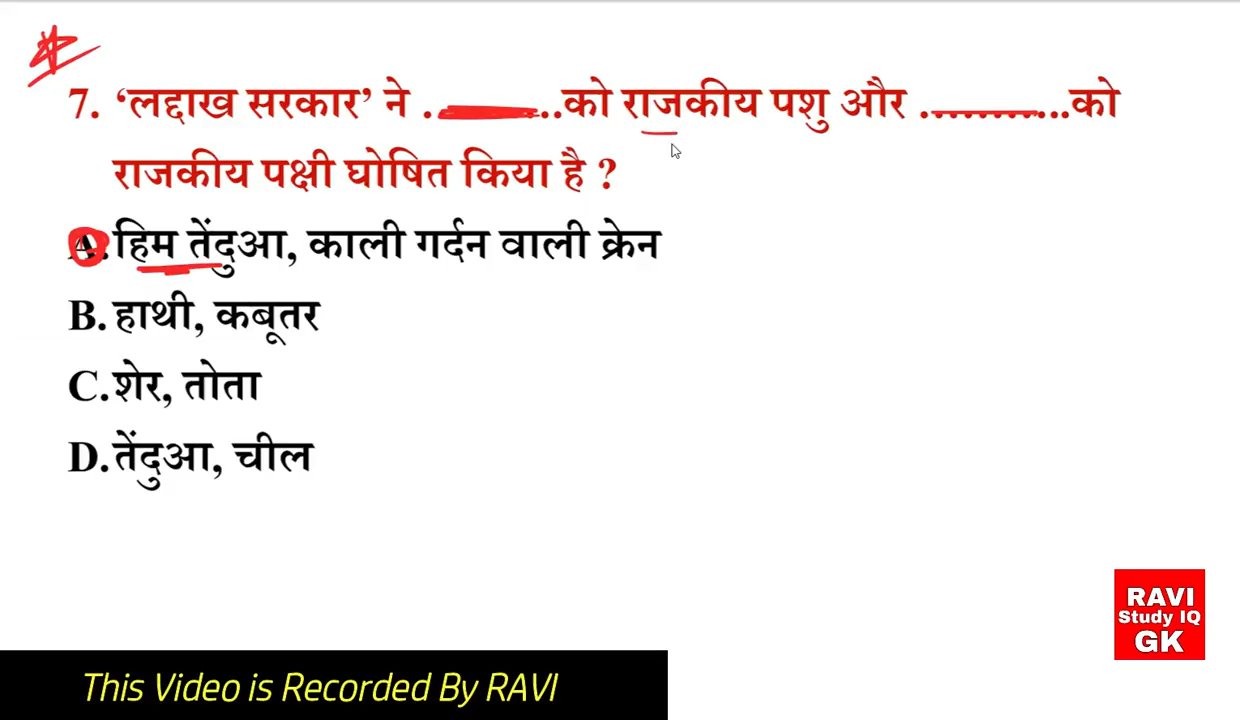 7. ‘लद्दाख सरकार’ ने ............को राजकीय पशु और ...............को
राजकीय पक्षी घोषित किया है ?
A. हिम तेंदुआ, काली गर्दन वाली क्रेन
B. हाथी, कबूतर
C. शेर, तोता
D. तेंदुआ, चील
RAVI
Study IQ
GK
This Video is Recorded By RAVI